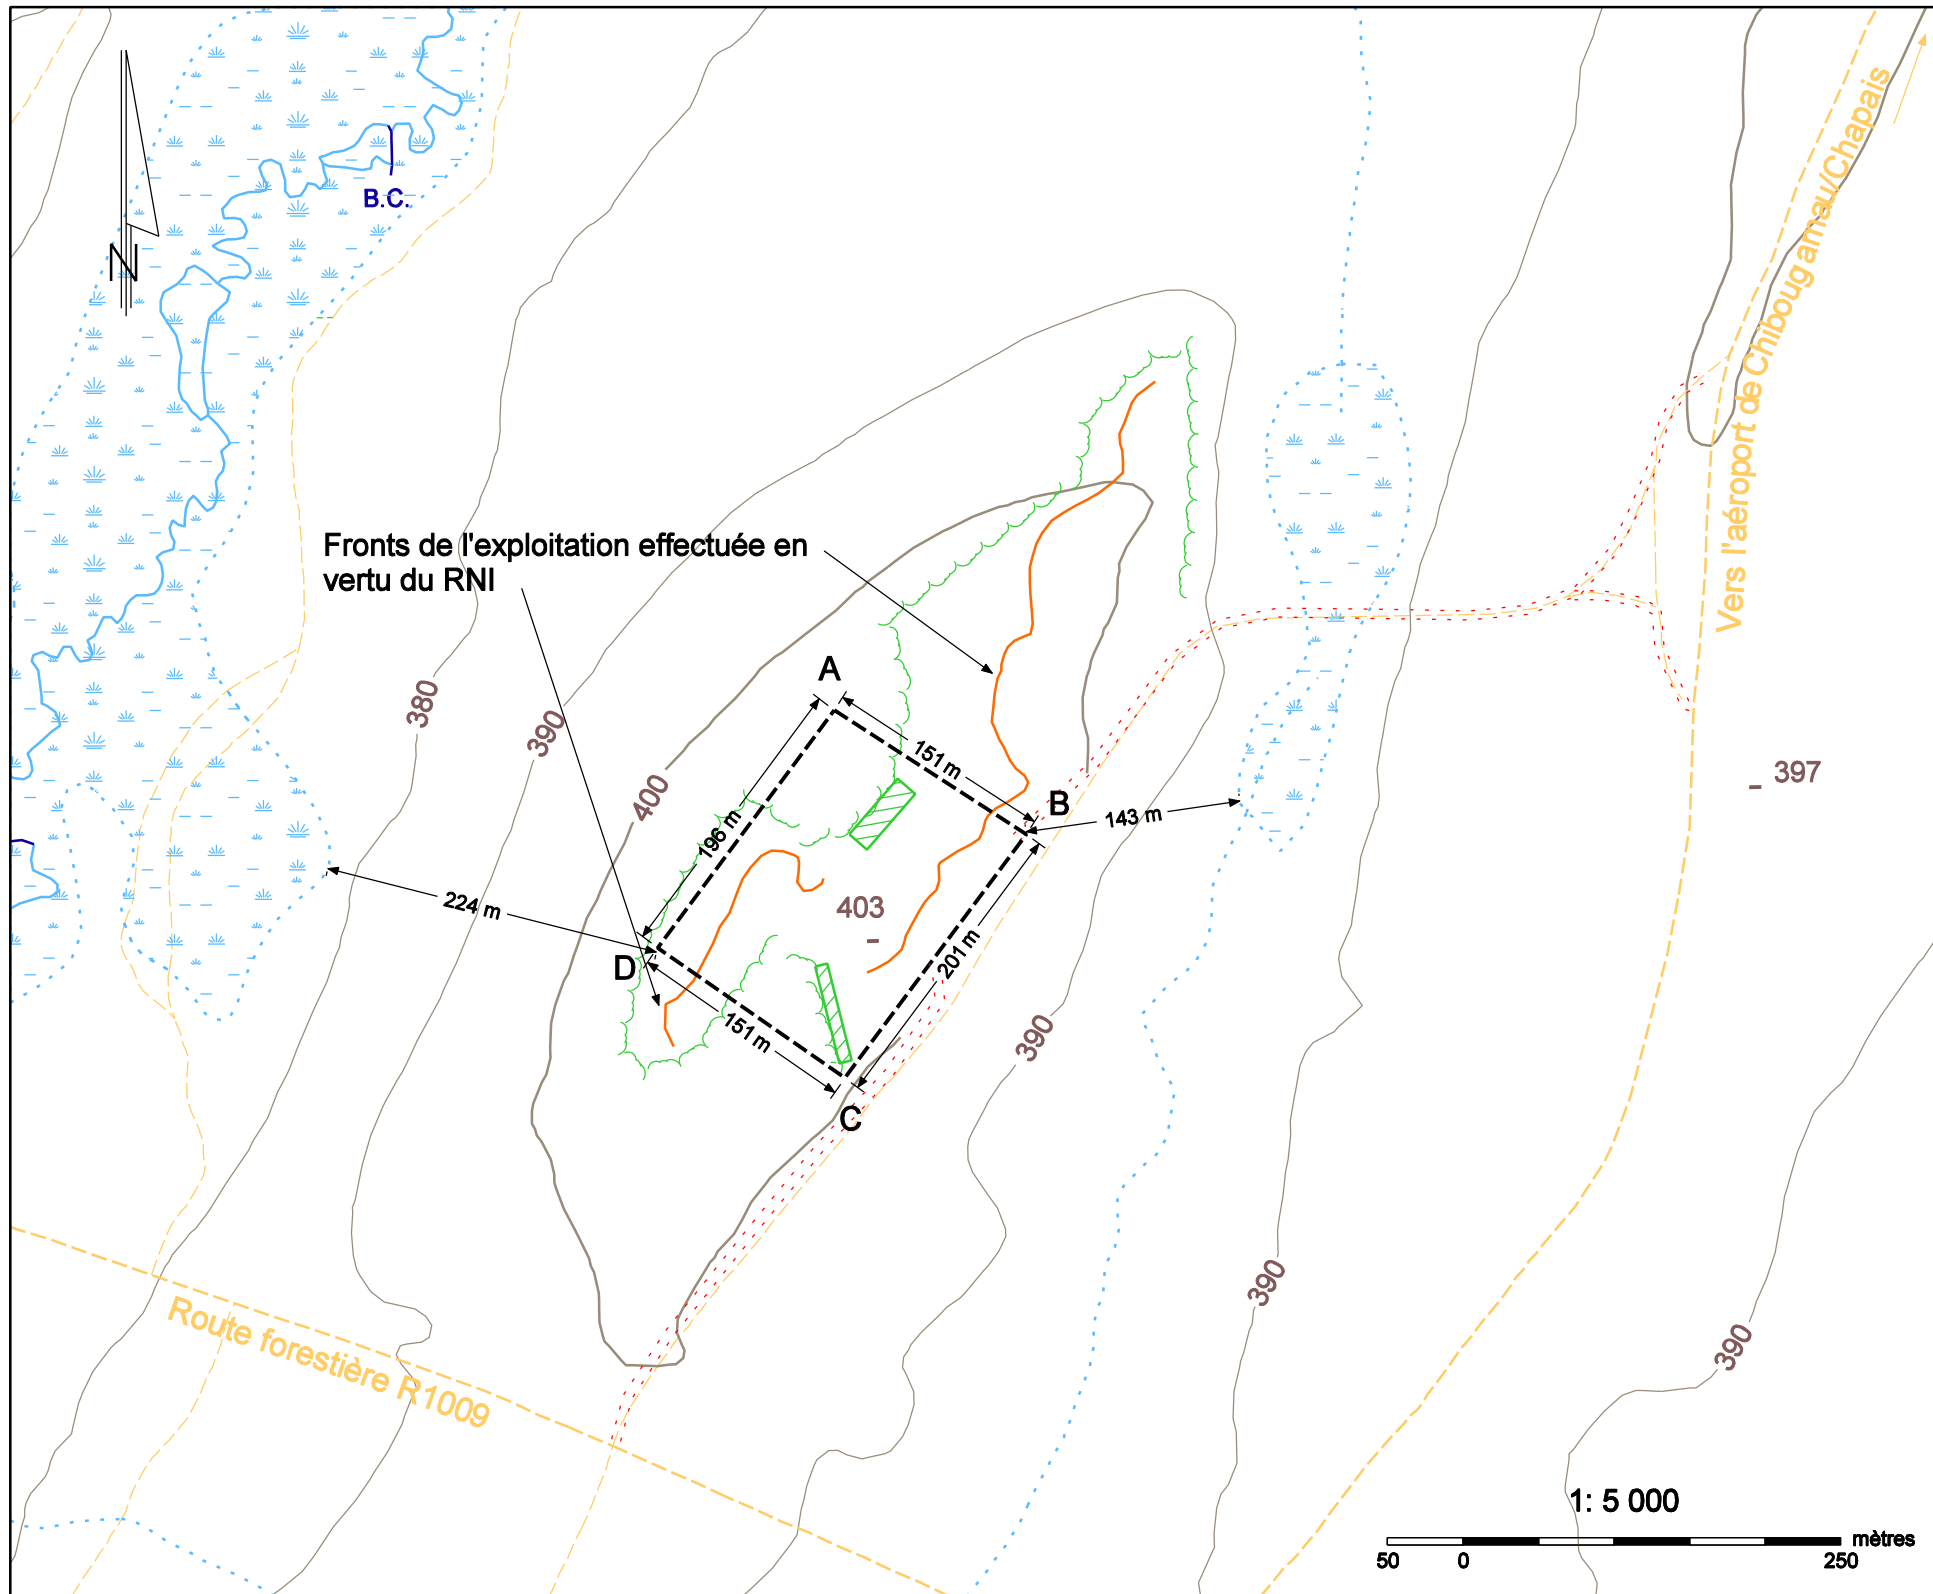 B.C.
N
Vers l'aéroport de Chibougamau/Chapais
Fronts de l'exploitation effectuée en
vertu du RNI
A
380
390
151 m
400
397
B
143 m
196 m
403
224 m
201 m
D
151 m
390
C
390
Route forestière R1009
390
1: 5 000
mètres
50
0
250